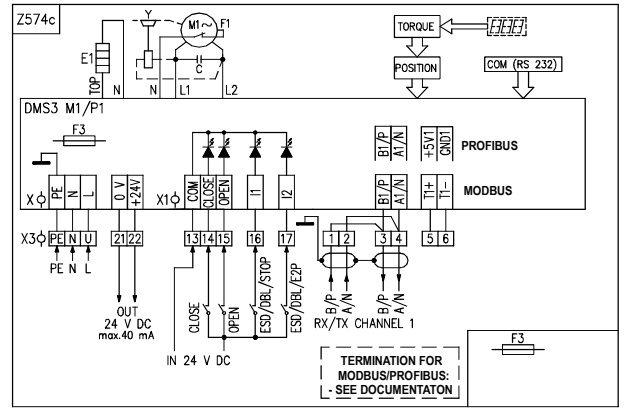 Z574c
Y
M1~
F1
E1
C
TOP
N
N
L1
L2
TORQUE
POSITION
COM (RS 232)
DMS3 M1/P1
F3
B1/P
A1/N
+5V1
GND1
PROFIBUS
MODBUS
X
PE
N
L
0 V
+24V
X1
COM
CLOSE
OPEN
I1
I2
B1/P
A1/N
T1+
T1-
X3
PE
N
U
21
22
13
14
15
16
17
1
2
3
4
5
6
PE
N
L
OUT
24 V DC
max.40 mA
CLOSE
OPEN
ESD/DBL/STOP
ESD/DBL/E2P
IN 24 V DC
B/P
A/N
B/P
A/N
RX/TX CHANNEL 1
TERMINATION FOR
MODBUS/PROFIBUS:
- SEE DOCUMENTATON
F3